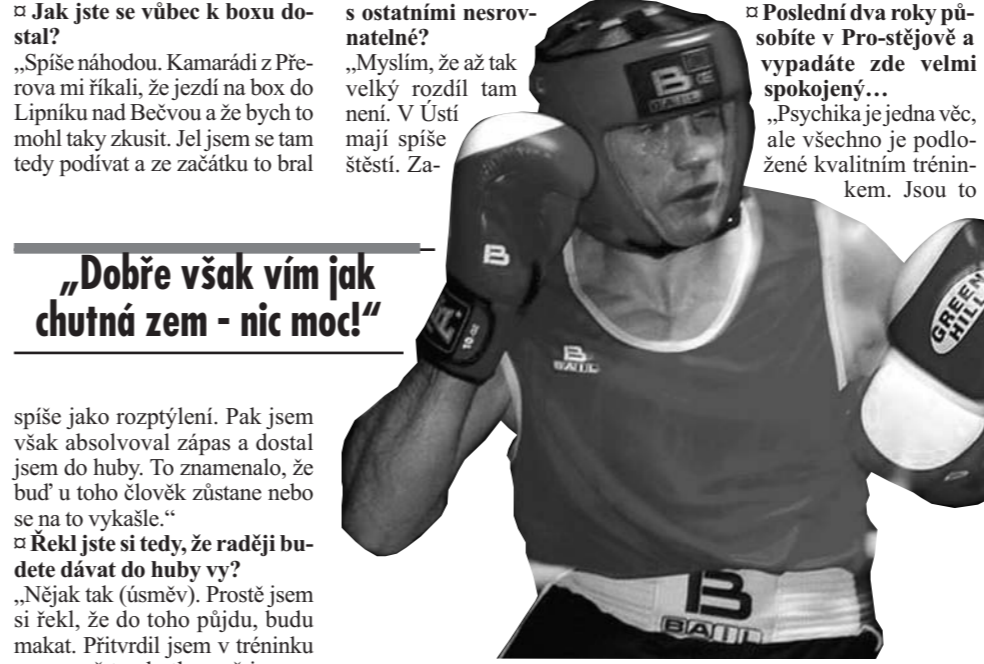 ¤ Jak jste se vůbec k boxu do-
stal?
„Spíše náhodou. Kamarádi z Pře-
rova mi říkali, že jezdí na box do
Lipníku nad Bečvou a že bych to
mohl taky zkusit. Jel jsem se tam
tedy podívat a ze začátku to bral
„Dobře však vím jak
chutná zem - nic moc!“
spíše jako rozptýlení. Pak jsem
však absolvoval zápas a dostal
jsem do huby. To znamenalo, že
buď u toho člověk zůstane nebo
se na to vykašle.“
¤ Řekl jste si tedy, že raději bu-
dete dávat do huby vy?
„Nějak tak (úsměv). Prostě jsem
si řekl, že do toho půjdu, budu
makat. Přitvrdil jsem v tréninku
s ostatními nesrov-
natelné?
„Myslím, že až tak
velký rozdíl tam
není. V Ústí
mají spíše
štěstí. Za-
¤ Poslední dva roky pů-
sobíte v Pro-stějově a
vypadáte zde velmi
spokojený…
„Psychika je jedna věc,
ale všechno je podlo-
žené kvalitním trénin-
kem. Jsou to
B
BAIL
B
A.
10 oz
B
BAIL
GREEN
HILL
B
BAIL